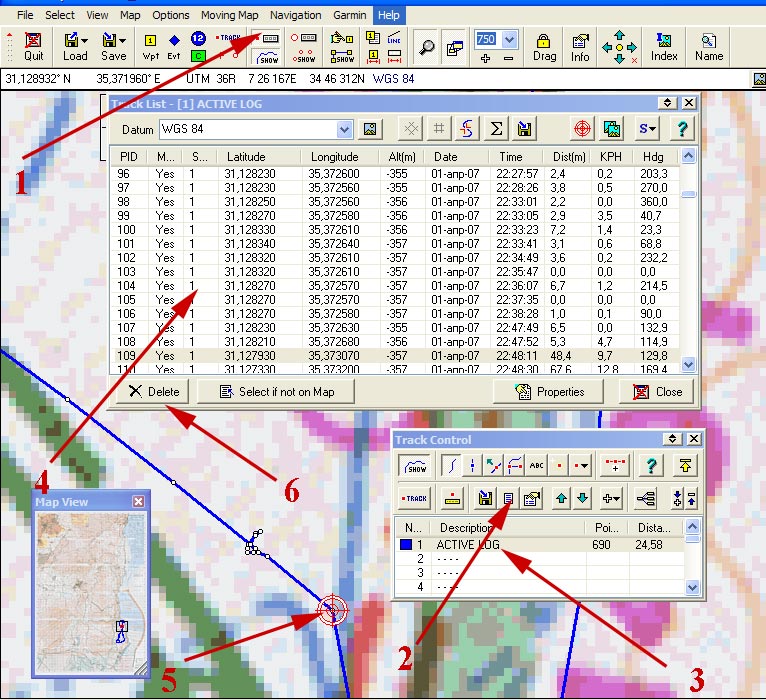 File Select View Map Options Moving Map Navigation Garmin Help
Quit Load Save Wpt Evt 12 C TRACK SHOW SHOW SHOW LINE 750 Drag Info Index Name
31,128932° N 35,371960° E UTM 36R 7 26 167E 34 46 312N WGS 84
Track List - [1] ACTIVE LOG
Datum WGS 84 S ?
PID M... S... Latitude Longitude Alt(m) Date Time Dist(m) KPH Hdg
96 Yes 1 31,128230 35,372600 -355 01-апр-07 22:27:57 2,4 0,2 203,3
97 Yes 1 31,128230 35,372560 -355 01-апр-07 22:28:26 3,8 0,5 270,0
98 Yes 1 31,128250 35,372560 -356 01-апр-07 22:33:01 2,2 0,0 360,0
99 Yes 1 31,128270 35,372580 -356 01-апр-07 22:33:05 2,9 3,5 40,7
100 Yes 1 31,128330 35,372610 -356 01-апр-07 22:33:23 7,2 1,4 23,3
101 Yes 1 31,128340 35,372640 -357 01-апр-07 22:33:41 3,1 0,6 68,8
102 Yes 1 31,128320 35,372610 -356 01-апр-07 22:34:49 3,6 0,2 232,2
103 Yes 1 31,128320 35,372610 -356 01-апр-07 22:35:47 0,0 0,0 0,0
104 Yes 1 31,128270 35,372570 -357 01-апр-07 22:36:07 6,7 1,2 214,5
105 Yes 1 31,128270 35,372570 -357 01-апр-07 22:37:35 0,0 0,0 0,0
106 Yes 1 31,128270 35,372580 -356 01-апр-07 22:38:28 1,0 0,1 90,0
107 Yes 1 31,128230 35,372630 -355 01-апр-07 22:47:49 6,5 0,0 132,9
108 Yes 1 31,128210 35,372680 -356 01-апр-07 22:47:52 5,3 4,7 114,9
109 Yes 1 31,127930 35,373070 -357 01-апр-07 22:48:11 48,4 9,7 129,8
110 Yes 1 31,127330 35,373200 -357 01-апр-07 22:48:30 67,6 12,8 169,4
Delete Select if not on Map Properties Close
1
4
6
Track Control
SHOW ABC ?
TRACK
N... Description Poi... Dista...
1 ACTIVE LOG 690 24,58
2 ----
3 ----
4 ----
Map View
5
2
3